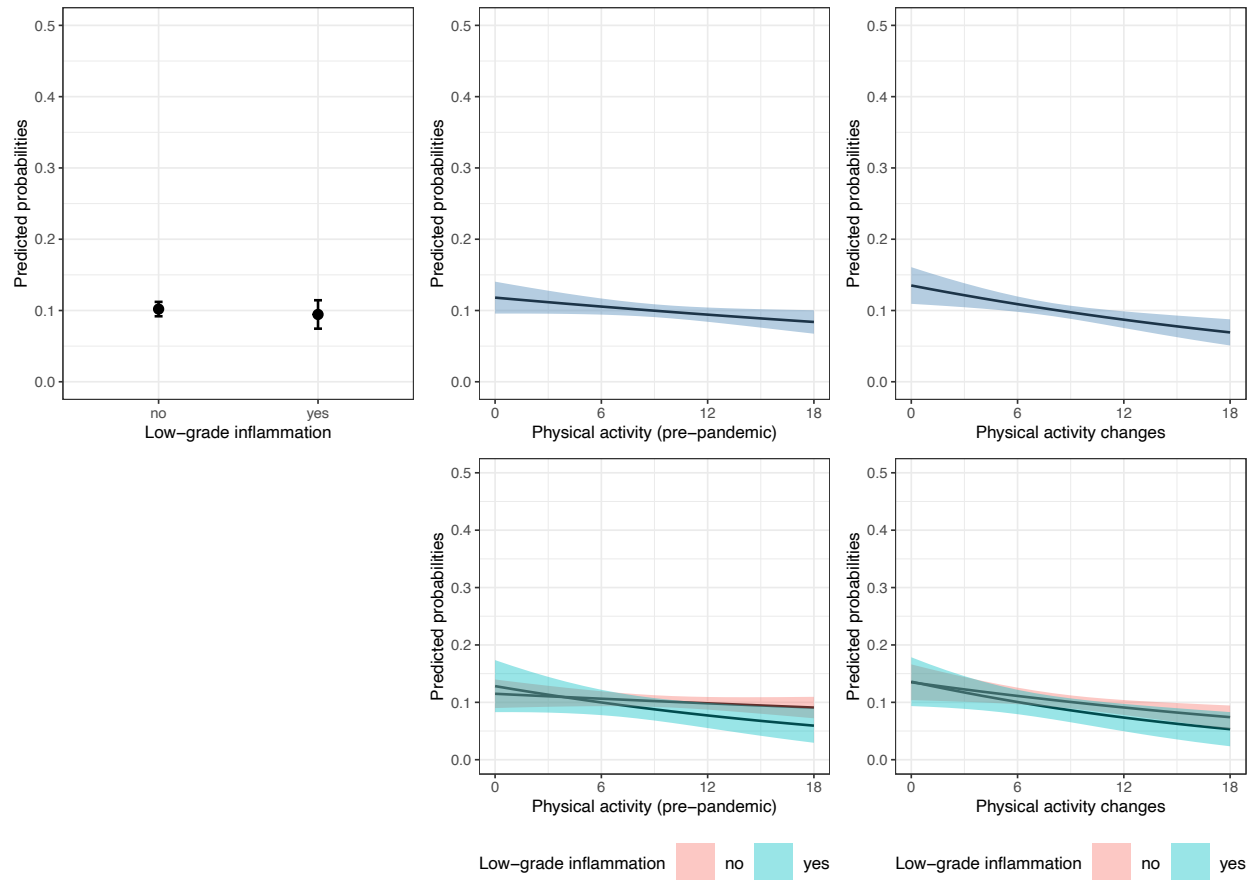 Predicted probabilities
0.5
0.4
0.3
0.2
0.1
0.0
no yes
Low-grade inflammation
Predicted probabilities
0.5
0.4
0.3
0.2
0.1
0.0
0 6 12 18
Physical activity (pre-pandemic)
Predicted probabilities
0.5
0.4
0.3
0.2
0.1
0.0
0 6 12 18
Physical activity changes
Predicted probabilities
0.5
0.4
0.3
0.2
0.1
0.0
0 6 12 18
Physical activity (pre-pandemic)
Low-grade inflammation no yes
Predicted probabilities
0.5
0.4
0.3
0.2
0.1
0.0
0 6 12 18
Physical activity changes
Low-grade inflammation no yes